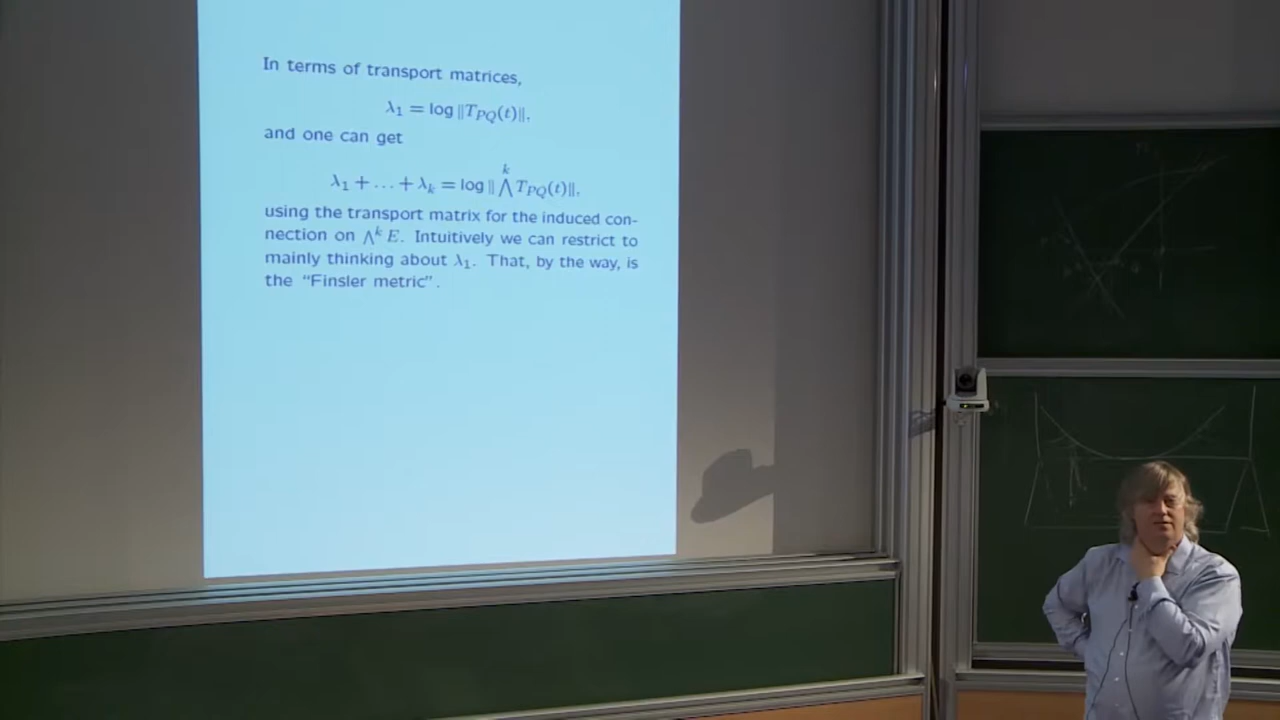 In terms of transport matrices,
λ₁ = log ‖T_{PQ}(t)‖,
and one can get
λ₁ + … + λ_k = log ‖ ⋀^k T_{PQ}(t)‖,
using the transport matrix for the induced con-
nection on ⋀^k E. Intuitively we can restrict to
mainly thinking about λ₁. That, by the way, is
the “Finsler metric”.